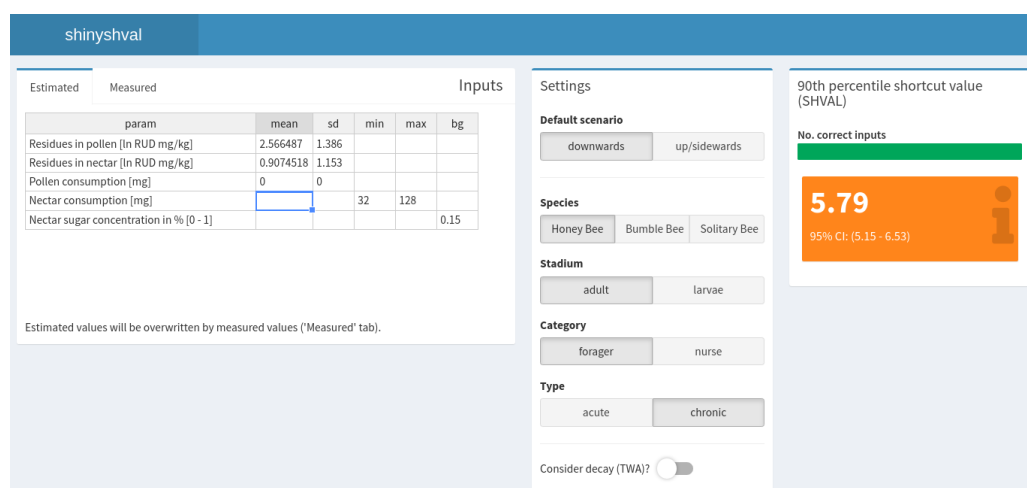 shinyshval
Estimated Measured Inputs
param mean sd min max bg
Residues in pollen [ln RUD mg/kg] 2.566487 1.386
Residues in nectar [ln RUD mg/kg] 0.9074518 1.153
Pollen consumption [mg] 0 0
Nectar consumption [mg] 32 128
Nectar sugar concentration in % [0 - 1] 0.15
Estimated values will be overwritten by measured values ('Measured' tab).
Settings
Default scenario
downwards up/sidewards
Species
Honey Bee Bumble Bee Solitary Bee
Stadium
adult larvae
Category
forager nurse
Type
acute chronic
Consider decay (TWA)?
90th percentile shortcut value
(SHVAL)
No. correct inputs
5.79
95% CI: (5.15 - 6.53)